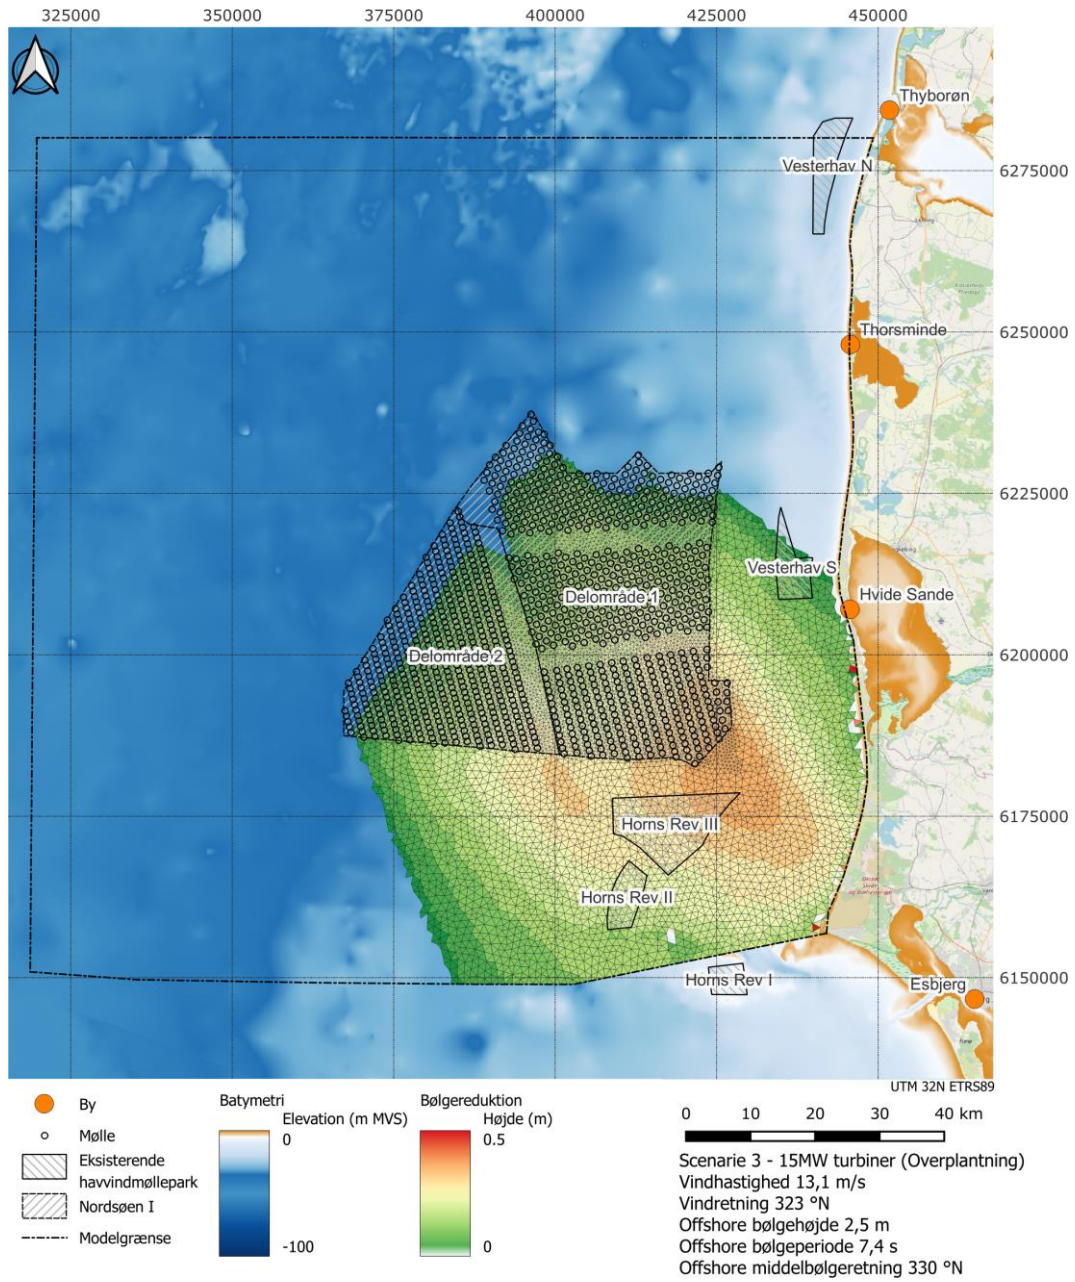 325000 350000 375000 400000 425000 450000
Thyborøn
Vesterhav N
6275000
Thorsminde
6250000
6225000
Vesterhav S
Hvide Sande
Delområde 1
Delområde 2
6200000
6175000
Horns Rev III
Horns Rev II
Horns Rev I
6150000
Esbjerg
UTM 32N ETRS89
By
Mølle
Eksisterende
havvindmøllepark
Nordsøen I
Modelgrænse
Batymetri
Elevation (m MVS)
0
-100
Bølgereduktion
Højde (m)
0.5
0
0 10 20 30 40 km
Scenarie 3 - 15MW turbiner (Overplantning)
Vindhastighed 13,1 m/s
Vindretning 323 °N
Offshore bølgehøjde 2,5 m
Offshore bølgeperiode 7,4 s
Offshore middelbølgeretning 330 °N